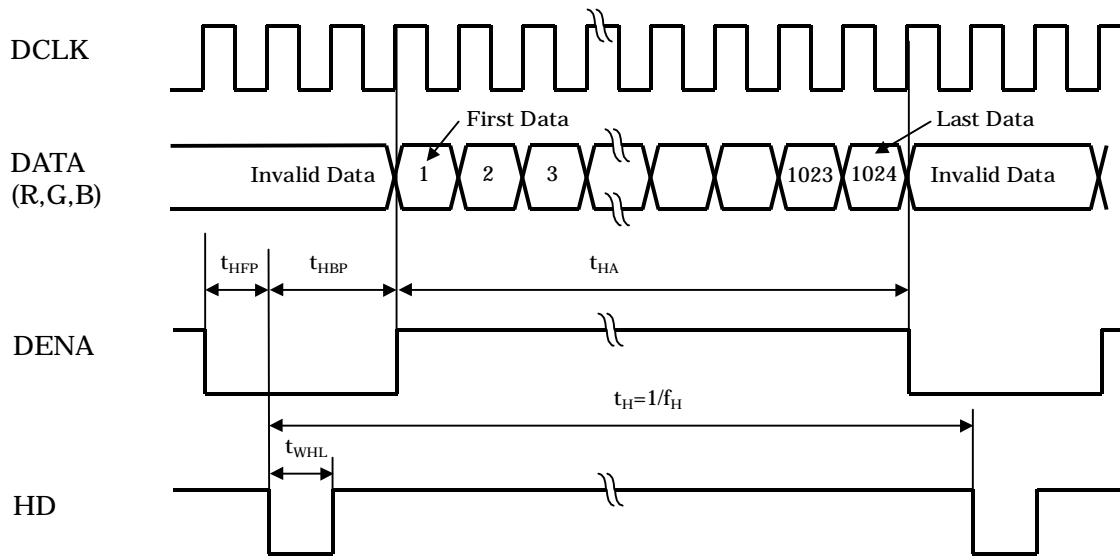 DCLK
First Data
Last Data
DATA
(R,G,B)
Invalid Data 1 2 3 1023 1024 Invalid Data
tHFP tHBP tHA
DENA
tH=1/fH
tWHL
HD